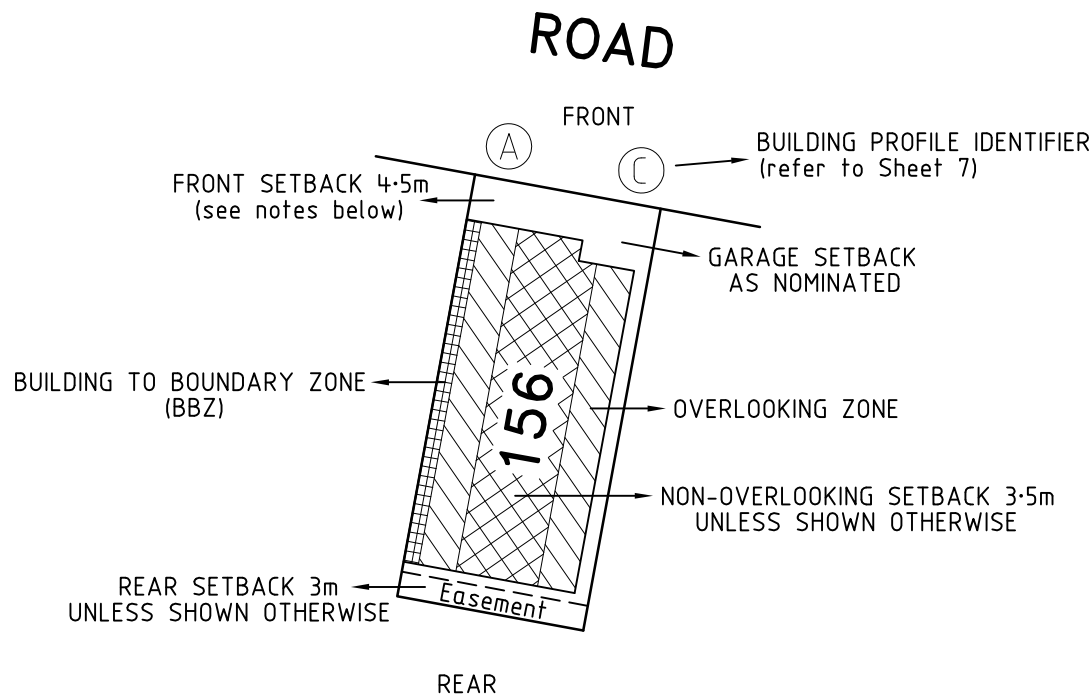 ROAD
FRONT
A
C
BUILDING PROFILE IDENTIFIER
(refer to Sheet 7)
FRONT SETBACK 4·5m
(see notes below)
GARAGE SETBACK
AS NOMINATED
BUILDING TO BOUNDARY ZONE
(BBZ)
156
OVERLOOKING ZONE
NON-OVERLOOKING SETBACK 3·5m
UNLESS SHOWN OTHERWISE
REAR SETBACK 3m
UNLESS SHOWN OTHERWISE
Easement
REAR